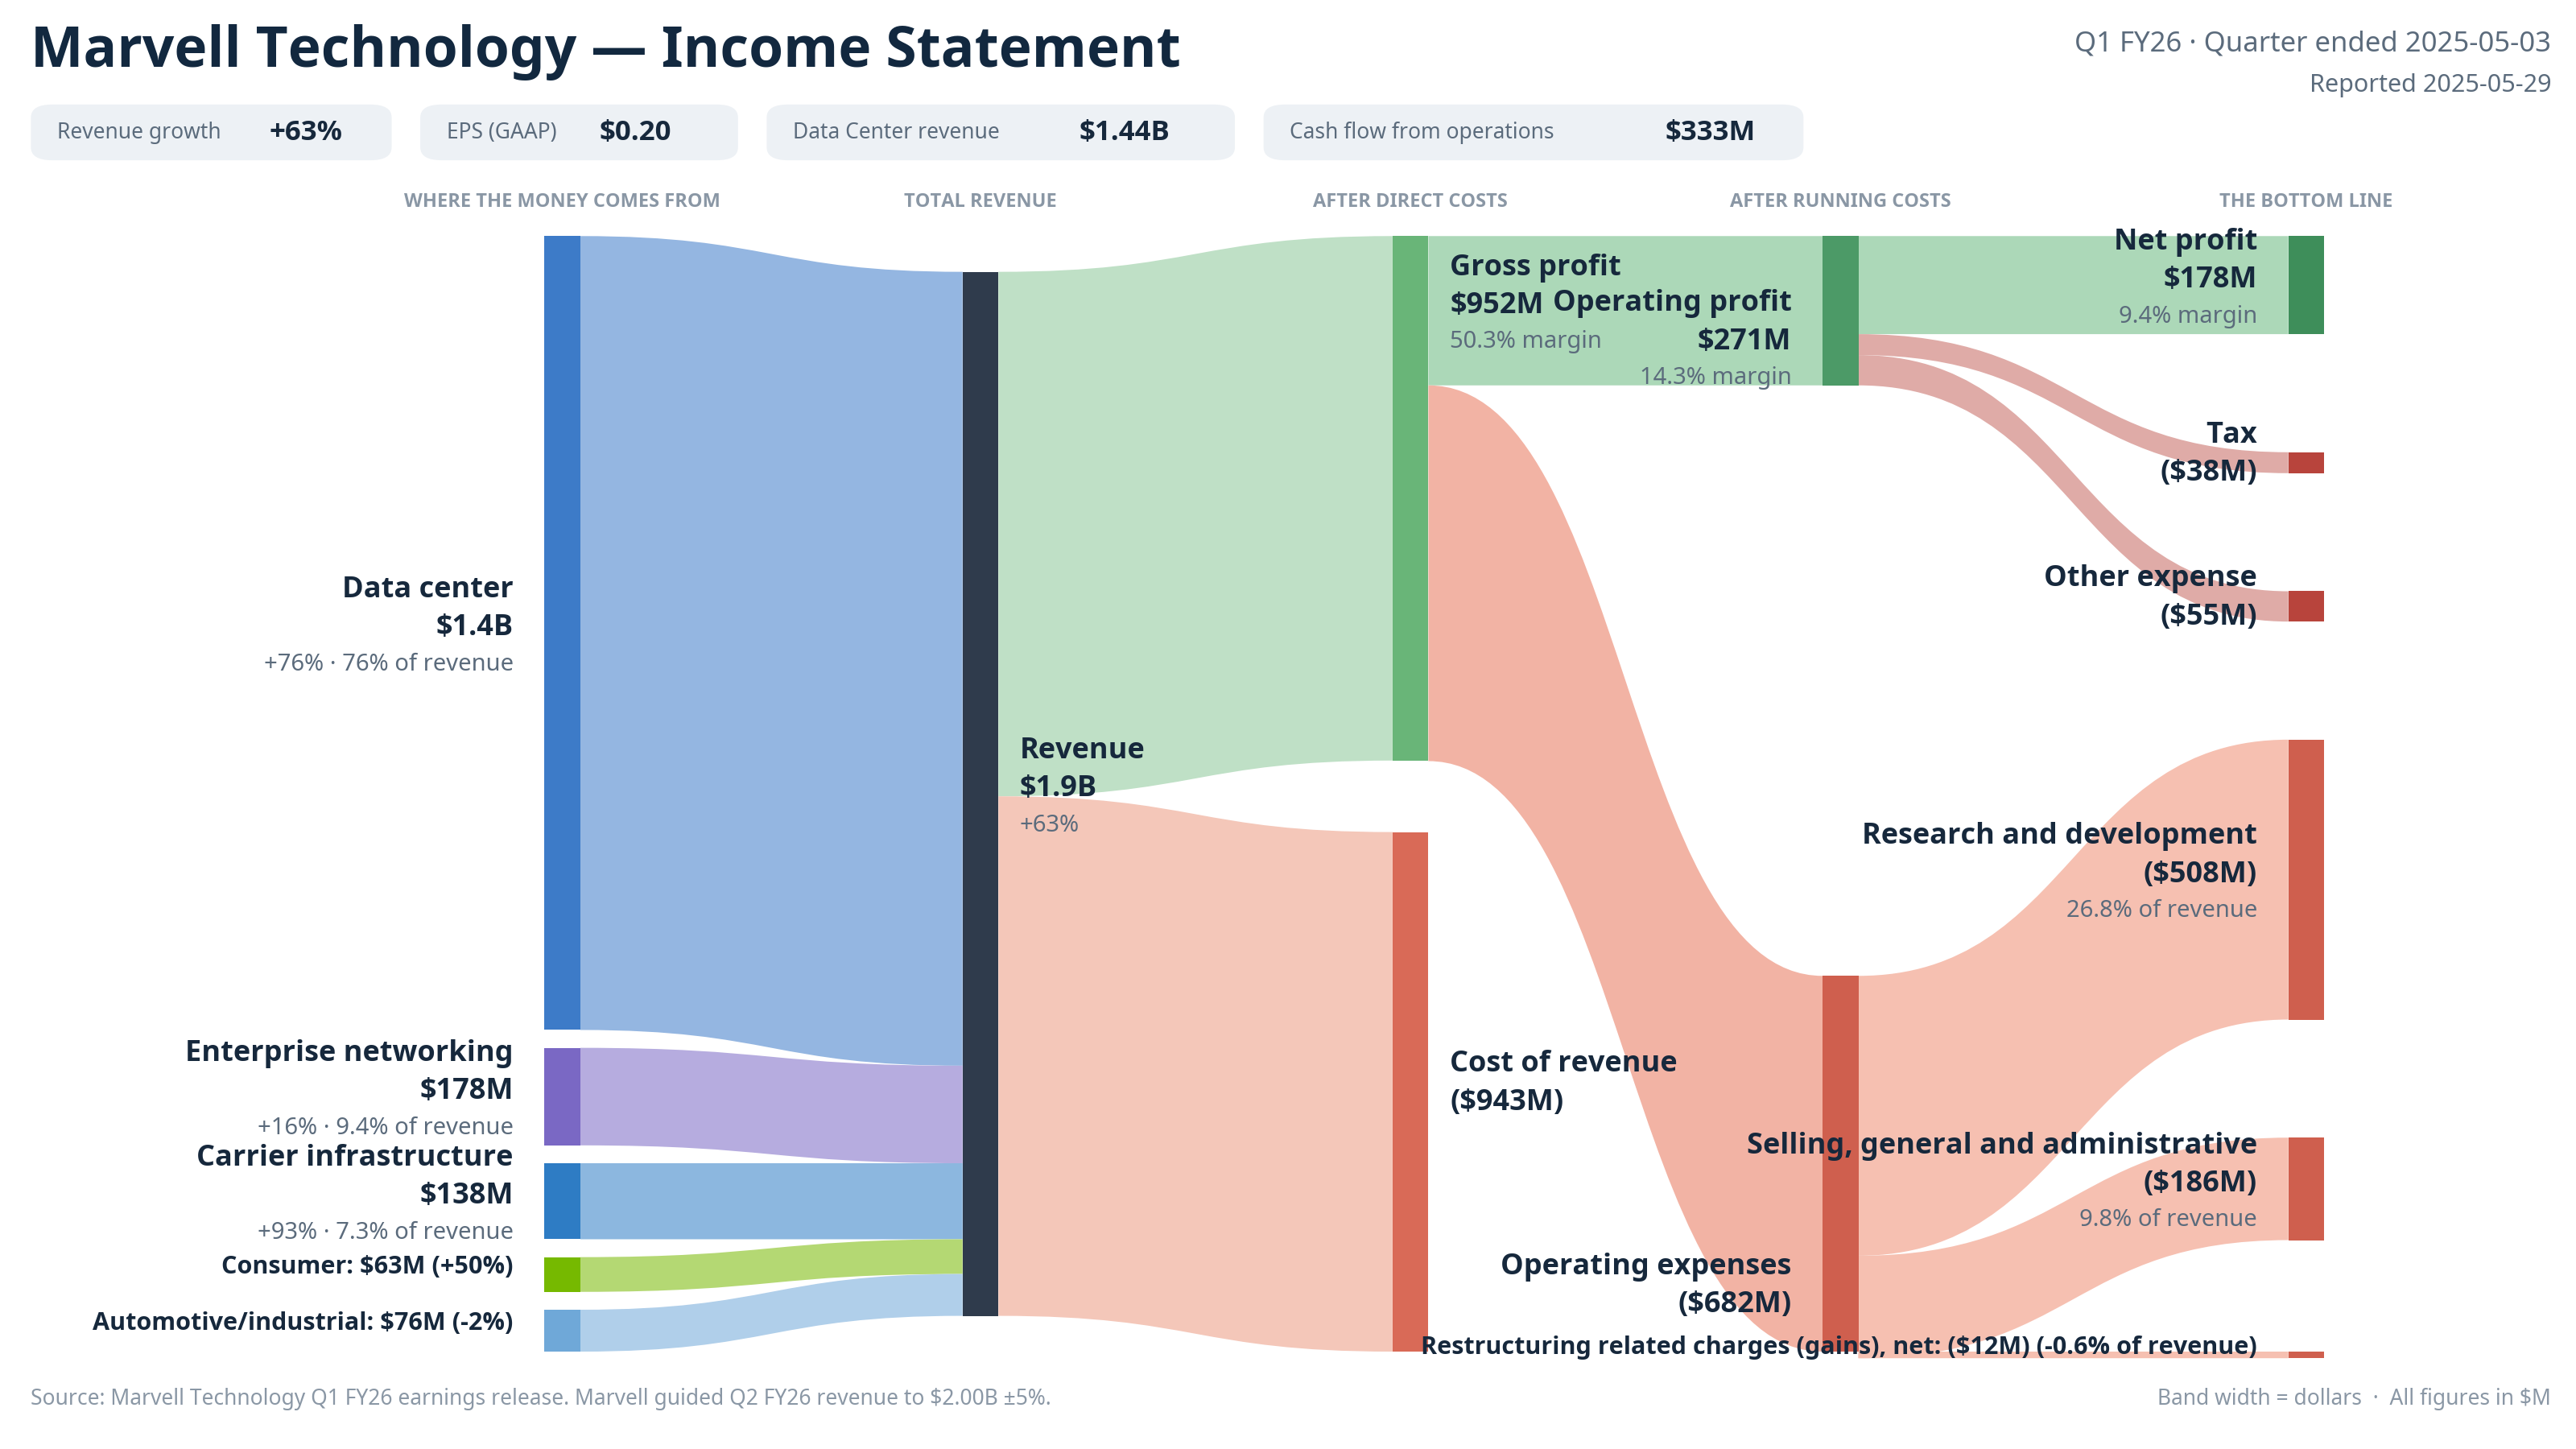 Marvell Technology — Income Statement
Q1 FY26 · Quarter ended 2025-05-03
Reported 2025-05-29
Revenue growth +63%
EPS (GAAP) $0.20
Data Center revenue $1.44B
Cash flow from operations $333M
WHERE THE MONEY COMES FROM
TOTAL REVENUE
AFTER DIRECT COSTS
AFTER RUNNING COSTS
THE BOTTOM LINE
Data center
$1.4B
+76% · 76% of revenue
Enterprise networking
$178M
+16% · 9.4% of revenue
Carrier infrastructure
$138M
+93% · 7.3% of revenue
Consumer: $63M (+50%)
Automotive/industrial: $76M (-2%)
Revenue
$1.9B
+63%
Gross profit
$952M
50.3% margin
Cost of revenue
($943M)
Operating profit
$271M
14.3% margin
Operating expenses
($682M)
Net profit
$178M
9.4% margin
Tax
($38M)
Other expense
($55M)
Research and development
($508M)
26.8% of revenue
Selling, general and administrative
($186M)
9.8% of revenue
Restructuring related charges (gains), net: ($12M) (-0.6% of revenue)
Source: Marvell Technology Q1 FY26 earnings release. Marvell guided Q2 FY26 revenue to $2.00B ±5%.
Band width = dollars · All figures in $M